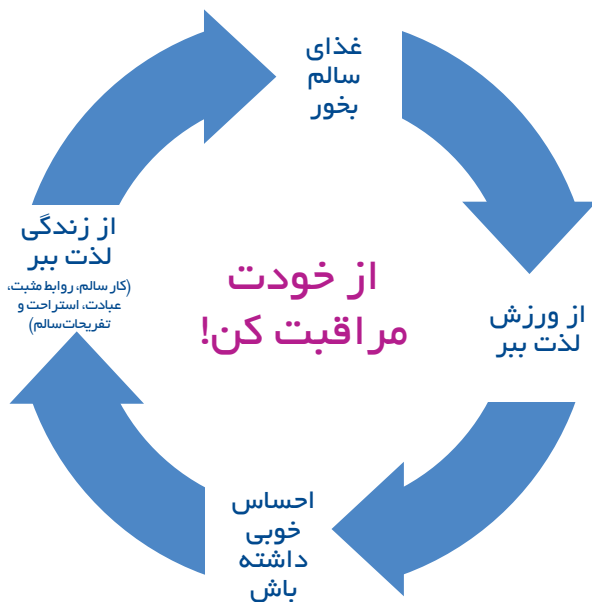 غذای
سالم
بخور
از ورزش
لذت ببر
احساس
خوبی
داشته
باش
از زندگی
لذت ببر
(کار سالم، روابط مثبت،
عبادت، استراحت و
تفریحات سالم)
از خودت
مراقبت کن!